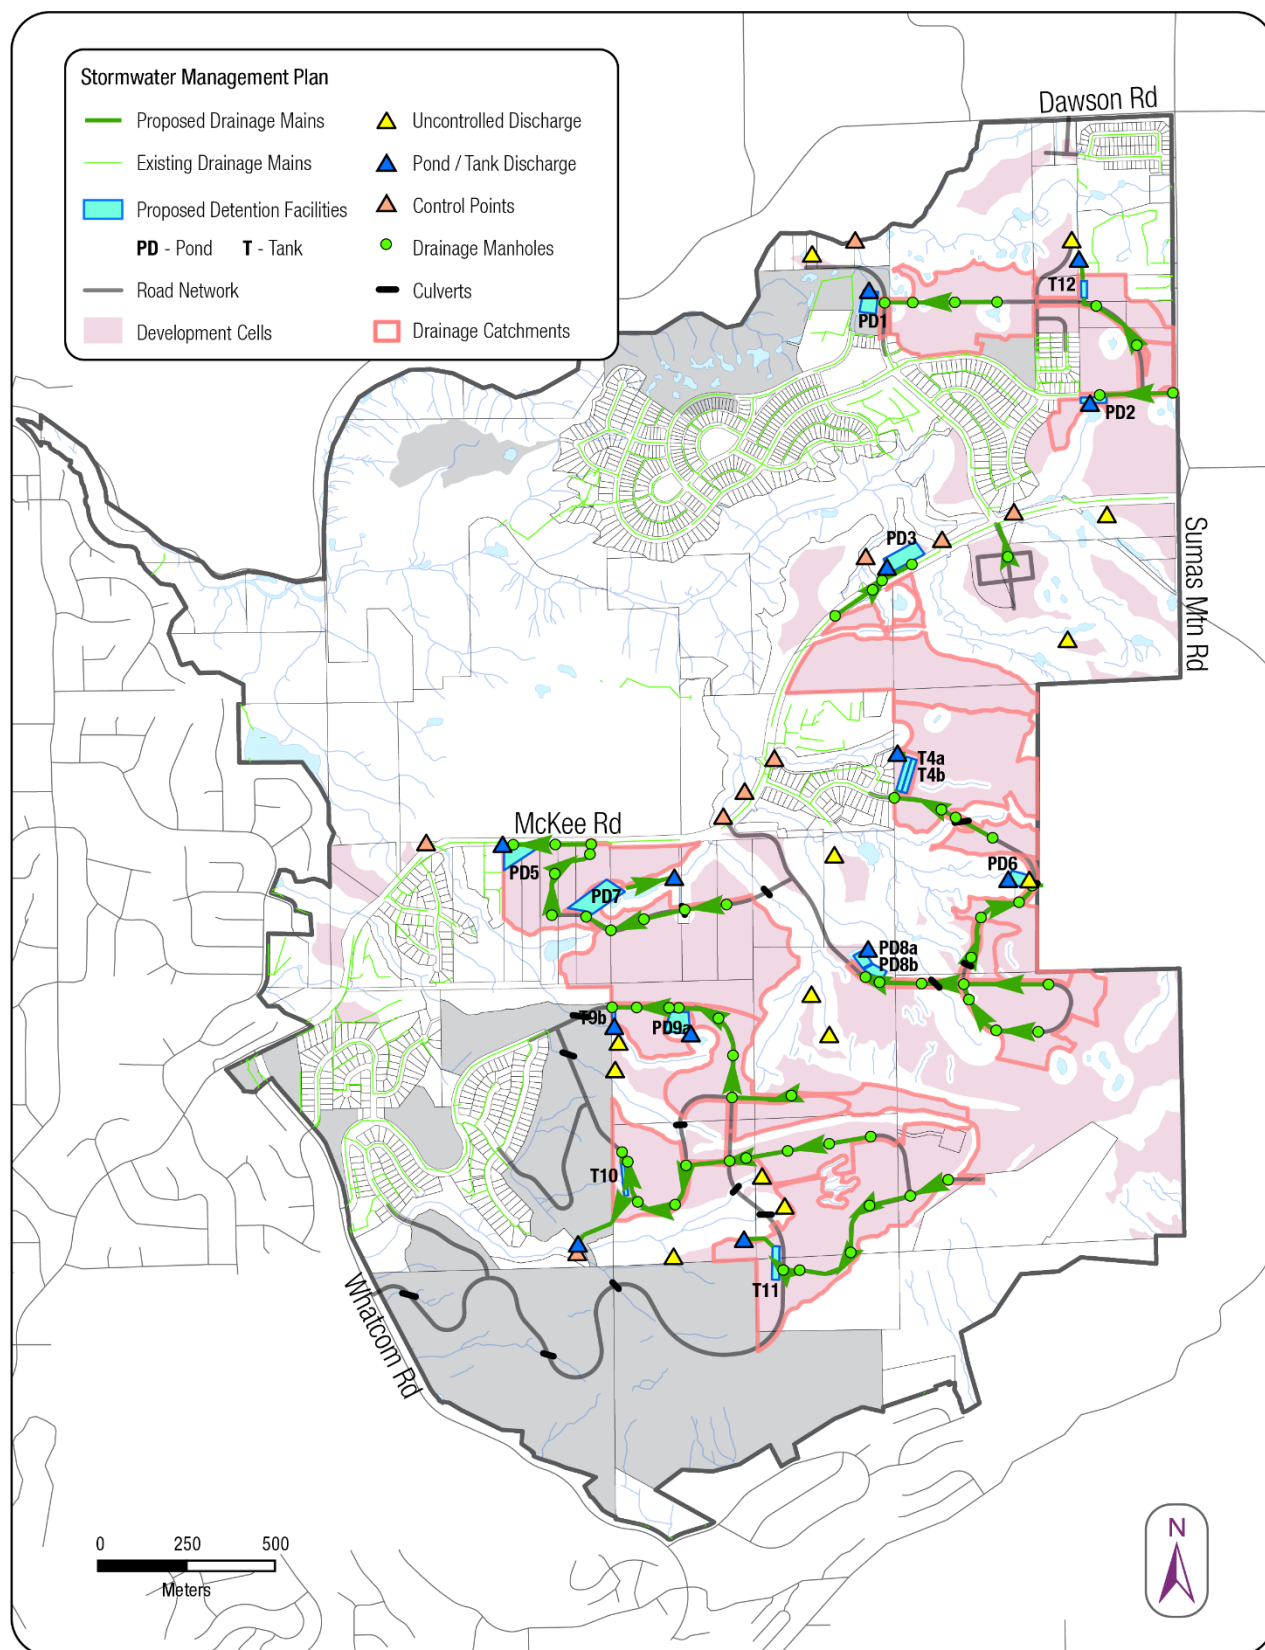 Stormwater Management Plan
Proposed Drainage Mains
Uncontrolled Discharge
Existing Drainage Mains
Pond / Tank Discharge
Proposed Detention Facilities
Control Points
PD - Pond T - Tank
Drainage Manholes
Road Network
Culverts
Development Cells
Drainage Catchments
Dawson Rd
T12
PD1
PD2
Sumas Mtn Rd
PD3
T4a
T4b
McKee Rd
PD5
PD6
PD7
PD8a
PD8b
T9b
PD9a
T10
T11
Whatcom Rd
0 250 500
Meters
N